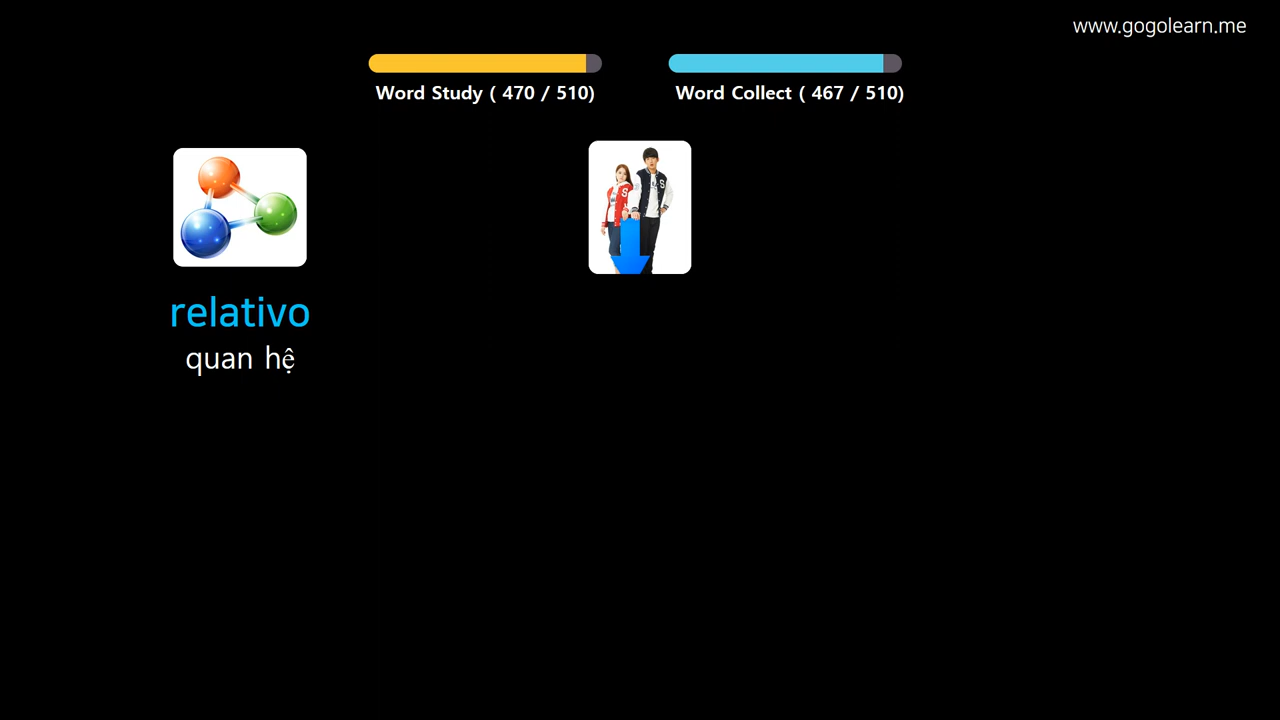 www.gogolearn.me
Word Study ( 470 / 510)
Word Collect ( 467 / 510)
S
S
relativo
quan hệ